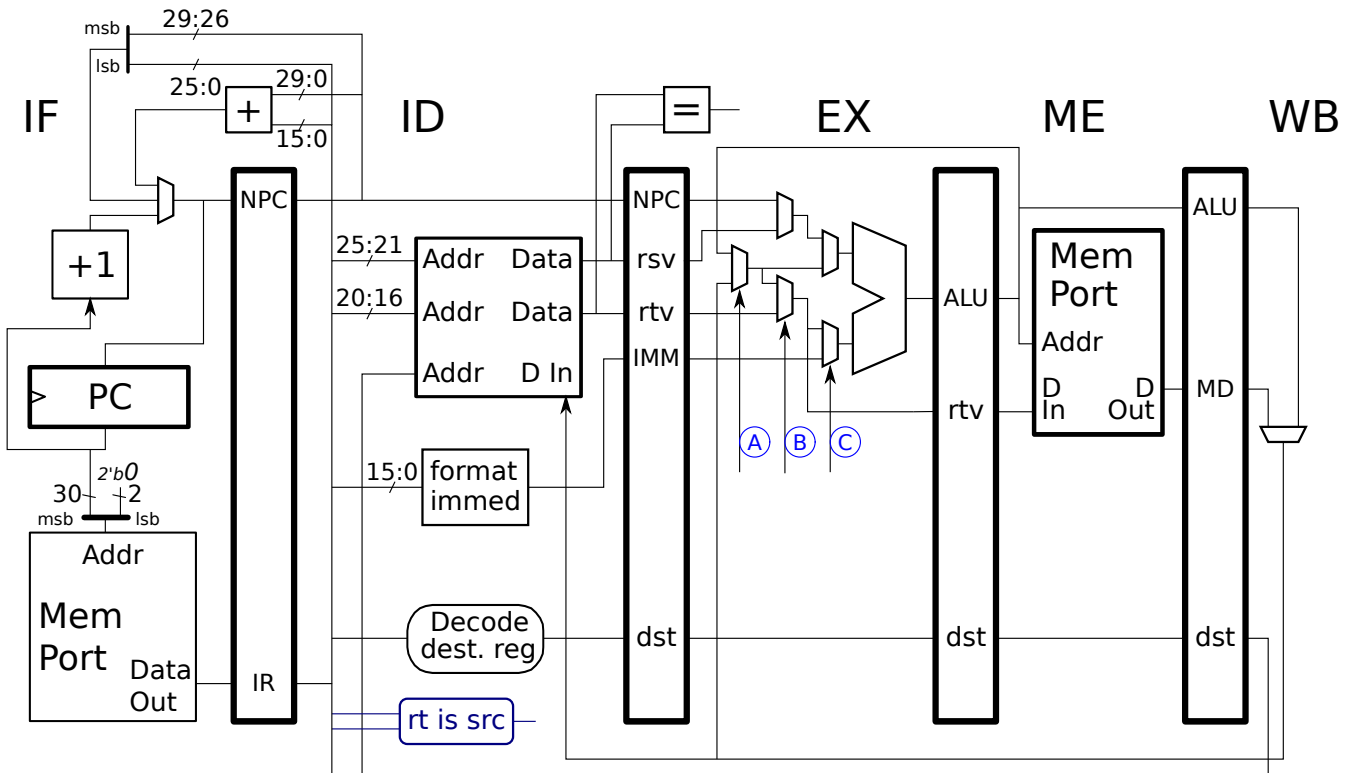 29:26
msb
lsb
25:0
29:0
15:0
+
=
IF
ID
EX
ME
WB
NPC
NPC
ALU
+1
25:21
Addr
Data
rsv
20:16
Addr
Data
rtv
Addr
D In
IMM
ALU
Mem
Port
Addr
D
In
D
Out
MD
rtv
PC
A
B
C
2'b0
30
2
msb
lsb
15:0
format
immed
Addr
Mem
Port
Data
Out
IR
Decode
dest. reg
dst
dst
dst
rt is src